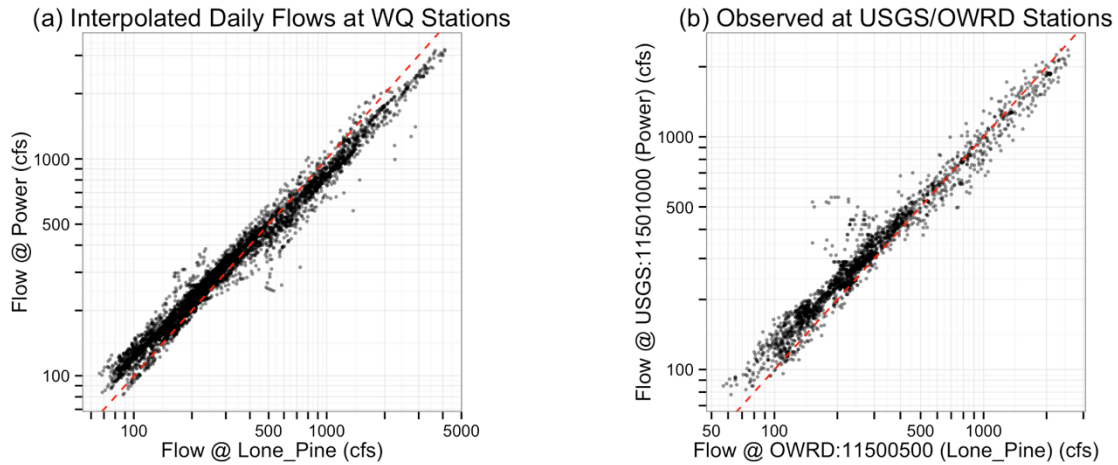 (a) Interpolated Daily Flows at WQ Stations
Flow @ Power (cfs)
1000
500
100
100
500
1000
5000
Flow @ Lone_Pine (cfs)
(b) Observed at USGS/OWRD Stations
Flow @ USGS:11501000 (Power) (cfs)
1000
500
100
50
100
500
1000
Flow @ OWRD:11500500 (Lone_Pine) (cfs)